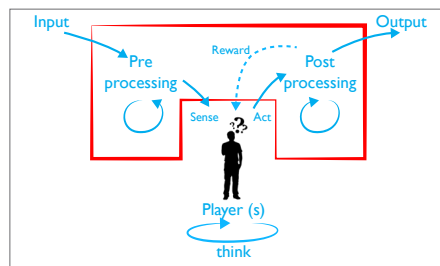 Input
Output
Reward
Pre
processing
Post
processing
Sense
Act
???
Player (s)
think